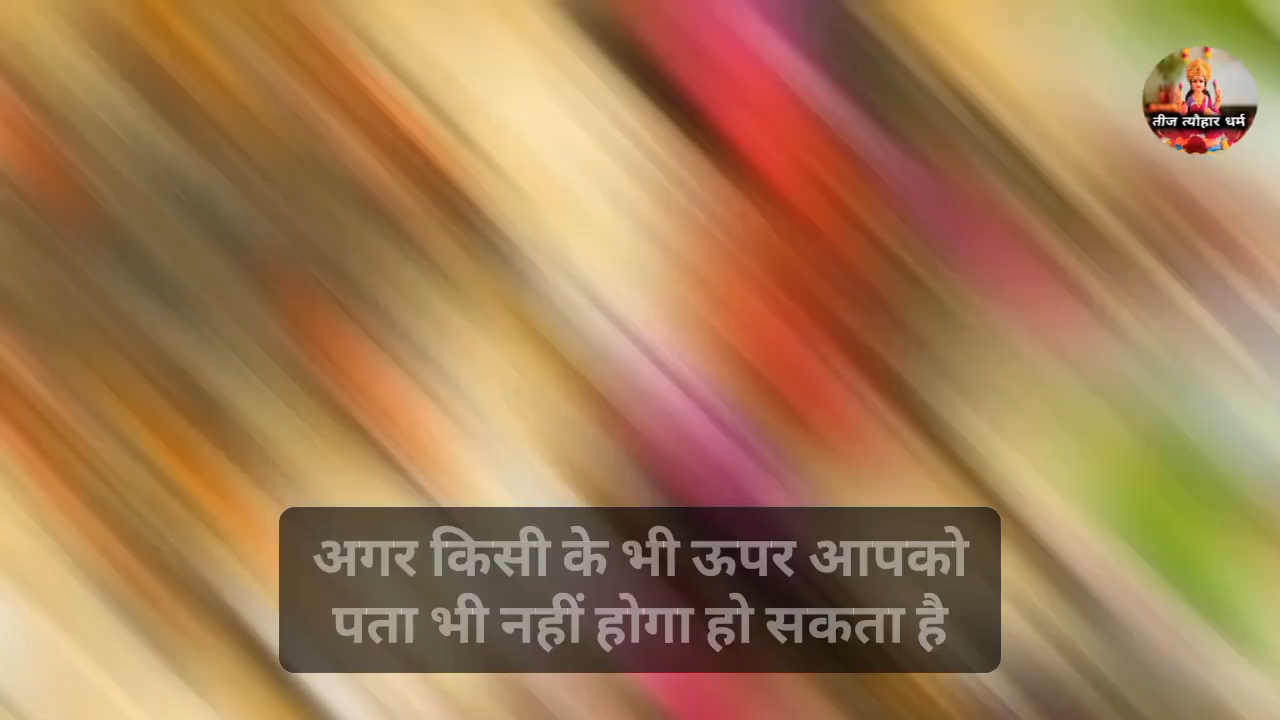 तीज त्यौहार धर्म
अगर किसी के भी ऊपर आपको
पता भी नहीं होगा हो सकता है